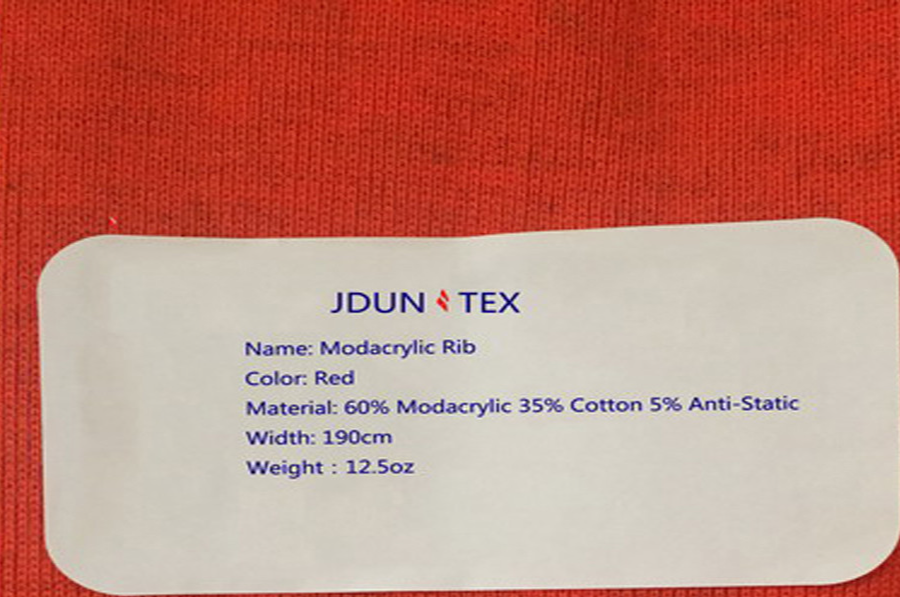 JDUN TEX
Name: Modacrylic Rib
Color: Red
Material: 60% Modacrylic 35% Cotton 5% Anti-Static
Width: 190cm
Weight : 12.5oz